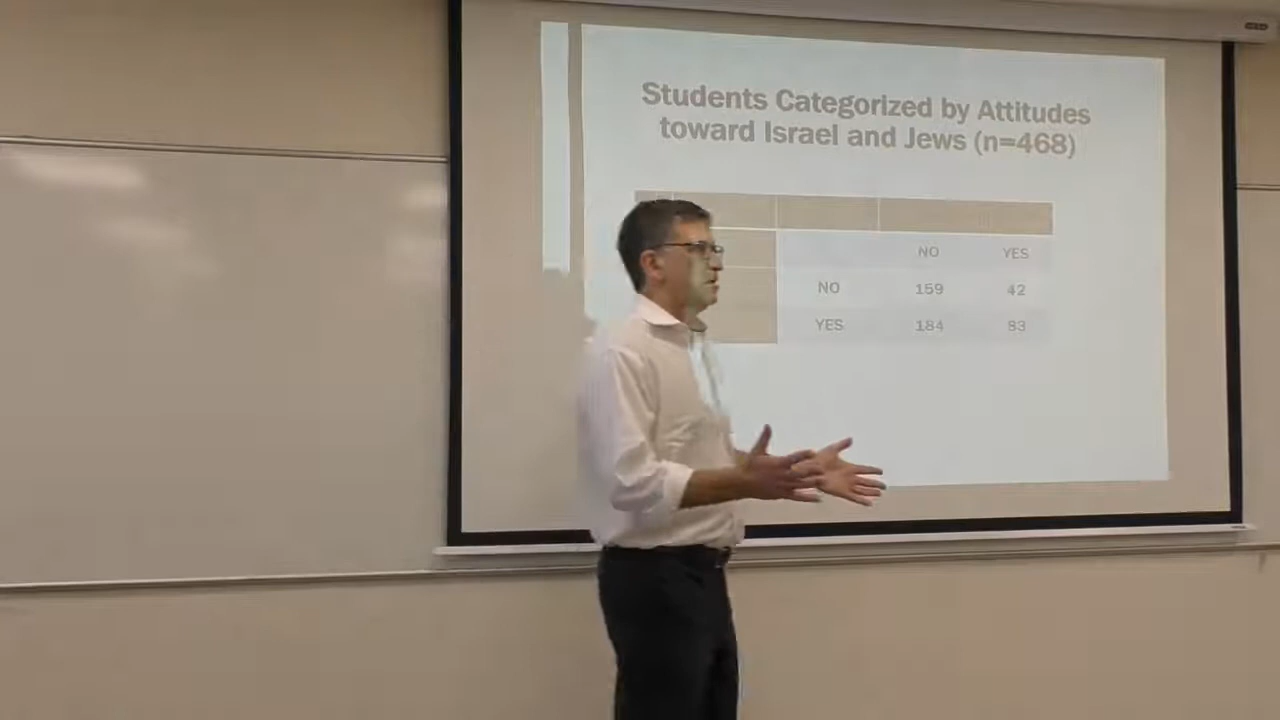 Students Categorized by Attitudes
toward Israel and Jews (n=468)
NO YES
NO 159 42
YES 184 83